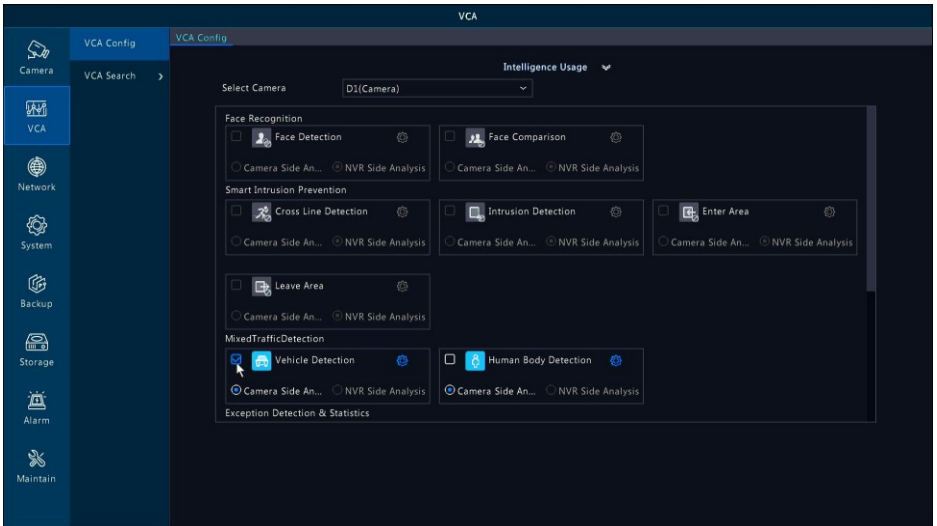 VCA
Camera
VCA
Network
System
Backup
Storage
Alarm
Maintain
VCA Config
VCA Search
VCA Config
Intelligence Usage
Select Camera D1(Camera)
Face Recognition
Face Detection Face Comparison
Camera Side An... NVR Side Analysis Camera Side An... NVR Side Analysis
Smart Intrusion Prevention
Cross Line Detection Intrusion Detection Enter Area
Camera Side An... NVR Side Analysis Camera Side An... NVR Side Analysis Camera Side An... NVR Side Analysis
Leave Area
Camera Side An... NVR Side Analysis
MixedTrafficDetection
Vehicle Detection Human Body Detection
Camera Side An... NVR Side Analysis Camera Side An... NVR Side Analysis
Exception Detection & Statistics